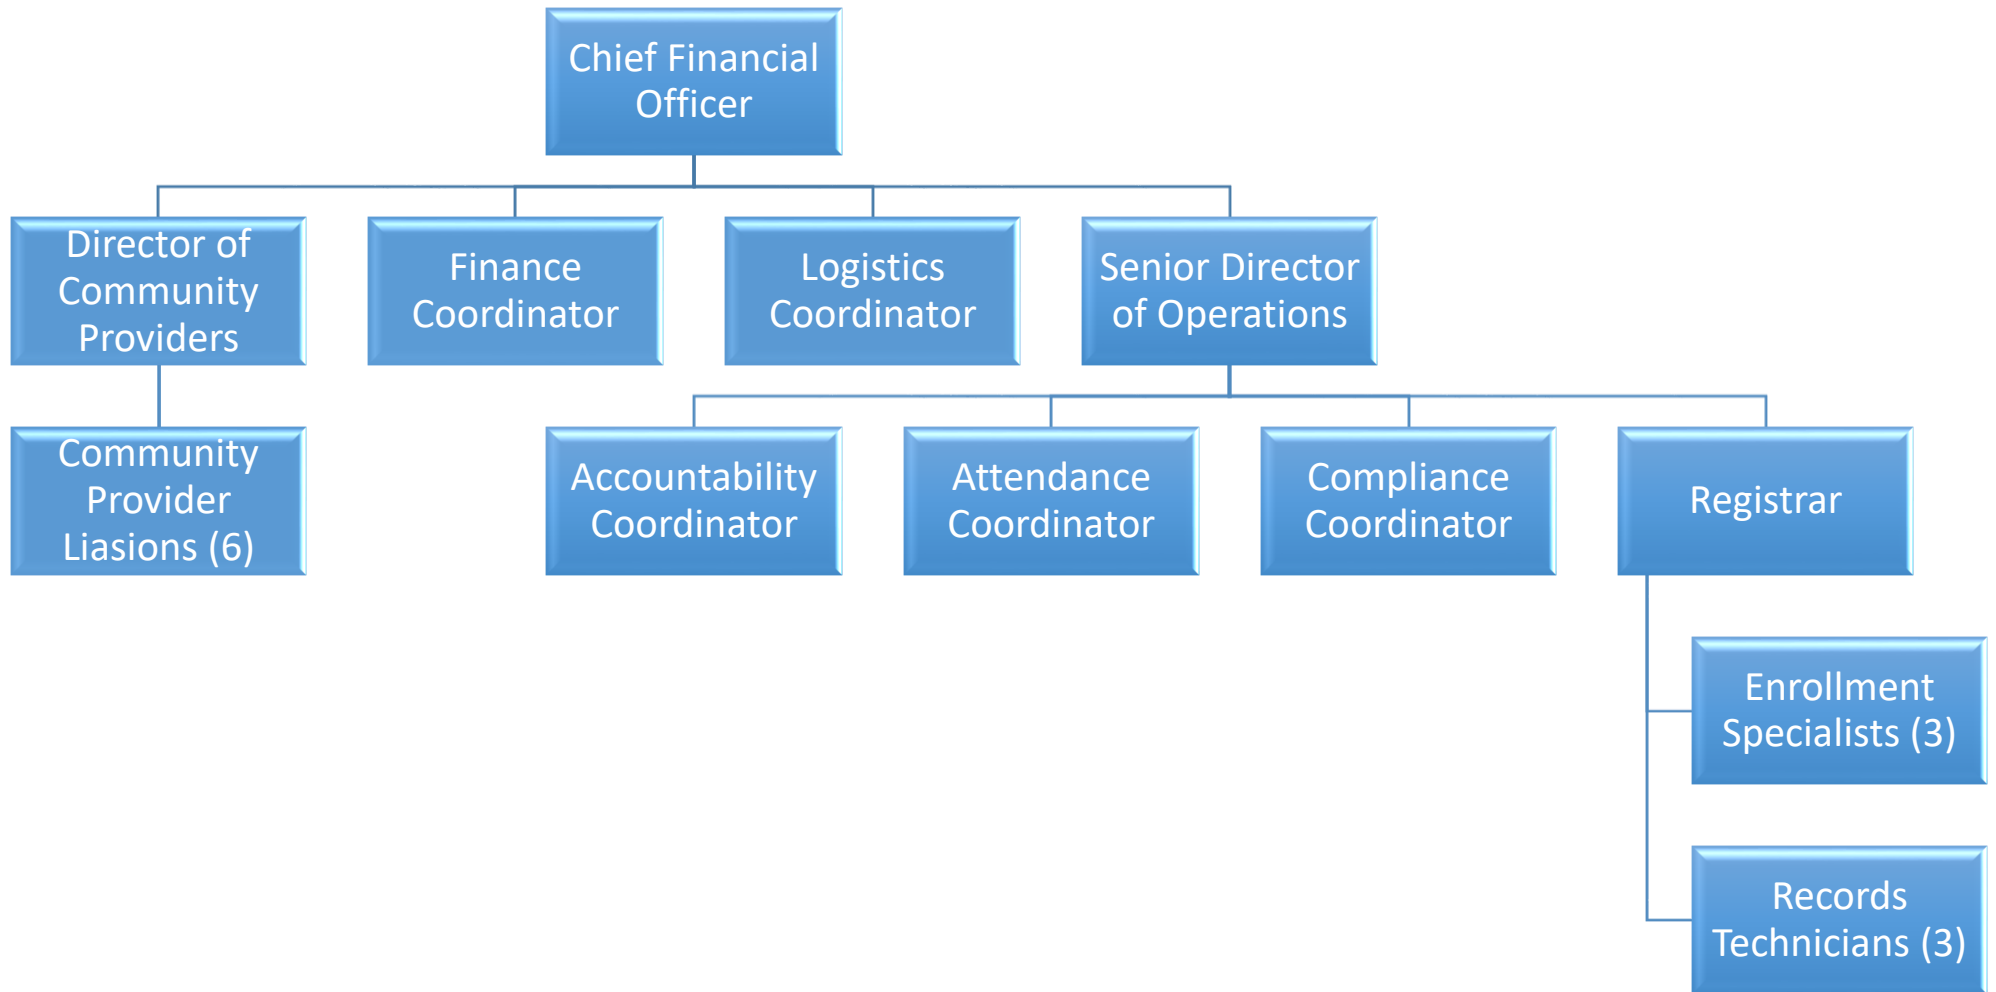 Chief Financial
Officer
Director of
Community
Providers
Finance
Coordinator
Logistics
Coordinator
Senior Director
of Operations
Community
Provider
Liasions (6)
Accountability
Coordinator
Attendance
Coordinator
Compliance
Coordinator
Registrar
Enrollment
Specialists (3)
Records
Technicians (3)